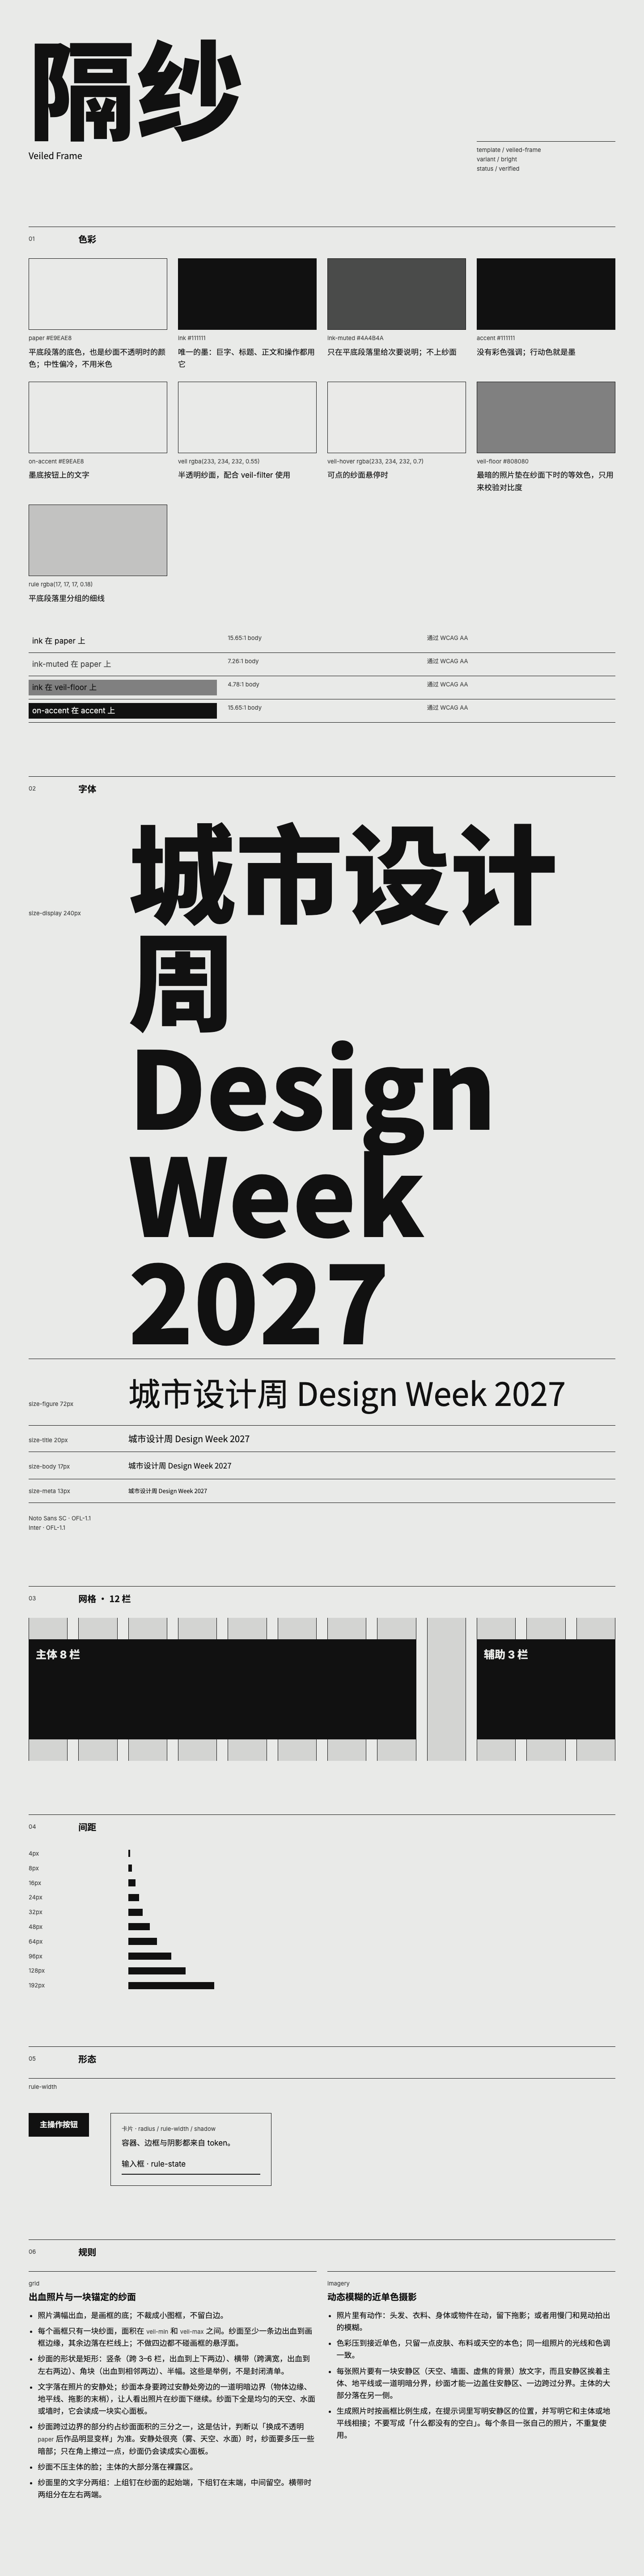 隔纱
Veiled Frame
template / veiled-frame
variant / bright
status / verified
01
色彩
paper #E9EAE8
平底段落的底色，也是纱面不透明时的颜
色；中性偏冷，不用米色
ink #111111
唯一的墨：巨字、标题、正文和操作都用
它
ink-muted #4A4B4A
只在平底段落里给次要说明；不上纱面
accent #111111
没有彩色强调；行动色就是墨
on-accent #E9EAE8
墨底按钮上的文字
veil rgba(233, 234, 232, 0.55)
半透明纱面，配合 veil-filter 使用
veil-hover rgba(233, 234, 232, 0.7)
可点的纱面悬停时
veil-floor #808080
最暗的照片垫在纱面下时的等效色，只用
来校验对比度
rule rgba(17, 17, 17, 0.18)
平底段落里分组的细线
ink 在 paper 上
15.65:1 body
通过 WCAG AA
ink-muted 在 paper 上
7.26:1 body
通过 WCAG AA
ink 在 veil-floor 上
4.78:1 body
通过 WCAG AA
on-accent 在 accent 上
15.65:1 body
通过 WCAG AA
02
字体
size-display 240px
城市设计
周
Design
Week
2027
size-figure 72px
城市设计周 Design Week 2027
size-title 20px
城市设计周 Design Week 2027
size-body 17px
城市设计周 Design Week 2027
size-meta 13px
城市设计周 Design Week 2027
Noto Sans SC · OFL-1.1
Inter · OFL-1.1
03
网格 · 12 栏
主体 8 栏
辅助 3 栏
04
间距
4px
8px
16px
24px
32px
48px
64px
96px
128px
192px
05
形态
rule-width
主操作按钮
卡片 · radius / rule-width / shadow
容器、边框与阴影都来自 token。
输入框 · rule-state
06
规则
grid
出血照片与一块锚定的纱面
• 照片满幅出血，是画框的底；不裁成小图框，不留白边。
• 每个画框只有一块纱面，面积在 veil-min 和 veil-max 之间。纱面至少一条边出血到画
框边缘，其余边落在栏线上；不做四边都不碰画框的悬浮面。
• 纱面的形状是矩形：竖条（跨 3–6 栏，出血到上下两边）、横带（跨满宽，出血到
左右两边）、角块（出血到相邻两边）、半幅。这些是举例，不是封闭清单。
• 文字落在照片的安静处；纱面本身要跨过安静处旁边的一道明暗边界（物体边缘、
地平线、拖影的末梢），让人看出照片在纱面下继续。纱面下全是均匀的天空、水面
或墙时，它会读成一块实心面板。
• 纱面跨过边界的部分约占纱面面积的三分之一，这是估计，判断以「换成不透明
paper 后作品明显变样」为准。安静处很亮（雾、天空、水面）时，纱面要多压一些
暗部；只在角上擦过一点，纱面仍会读成实心面板。
• 纱面不压主体的脸；主体的大部分落在裸露区。
• 纱面里的文字分两组：上组钉在纱面的起始端，下组钉在末端，中间留空。横带时
两组分在左右两端。
imagery
动态模糊的近单色摄影
• 照片里有动作：头发、衣料、身体或物件在动，留下拖影；或者用慢门和晃动拍出
的模糊。
• 色彩压到接近单色，只留一点皮肤、布料或天空的本色；同一组照片的光线和色调
一致。
• 每张照片要有一块安静区（天空、墙面、虚焦的背景）放文字，而且安静区挨着主
体、地平线或一道明暗分界，纱面才能一边盖住安静区、一边跨过分界。主体的大
部分落在另一侧。
• 生成照片时按画框比例生成，在提示词里写明安静区的位置，并写明它和主体或地
平线相接；不要写成「什么都没有的空白」。每个条目一张自己的照片，不重复使
用。